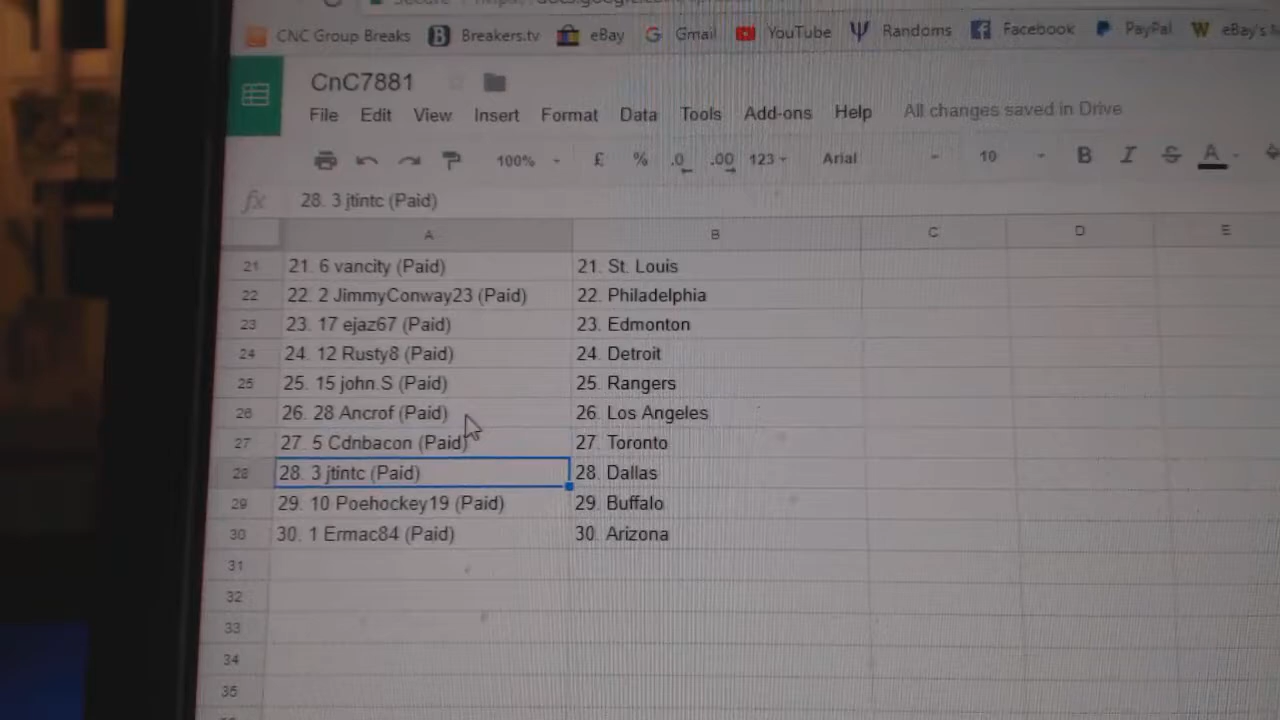 CNC Group Breaks B Breakers.tv eBay G Gmail YouTube Randoms Facebook PayPal W eBay's
CnC7881
File Edit View Insert Format Data Tools Add-ons Help All changes saved in Drive
100% £ % .0 .00 123 Arial 10 B I S A
fx 28. 3 jtintc (Paid)
A B C D E
21 21. 6 vancity (Paid) 21. St. Louis
22 22. 2 JimmyConway23 (Paid) 22. Philadelphia
23 23. 17 ejaz67 (Paid) 23. Edmonton
24 24. 12 Rusty8 (Paid) 24. Detroit
25 25. 15 john S (Paid) 25. Rangers
26 26. 28 Ancrof (Paid) 26. Los Angeles
27 27. 5 Cdnbacon (Paid) 27. Toronto
28 28. 3 jtintc (Paid) 28. Dallas
29 29. 10 Poehockey19 (Paid) 29. Buffalo
30 30. 1 Ermac84 (Paid) 30. Arizona
31
32
33
34
35